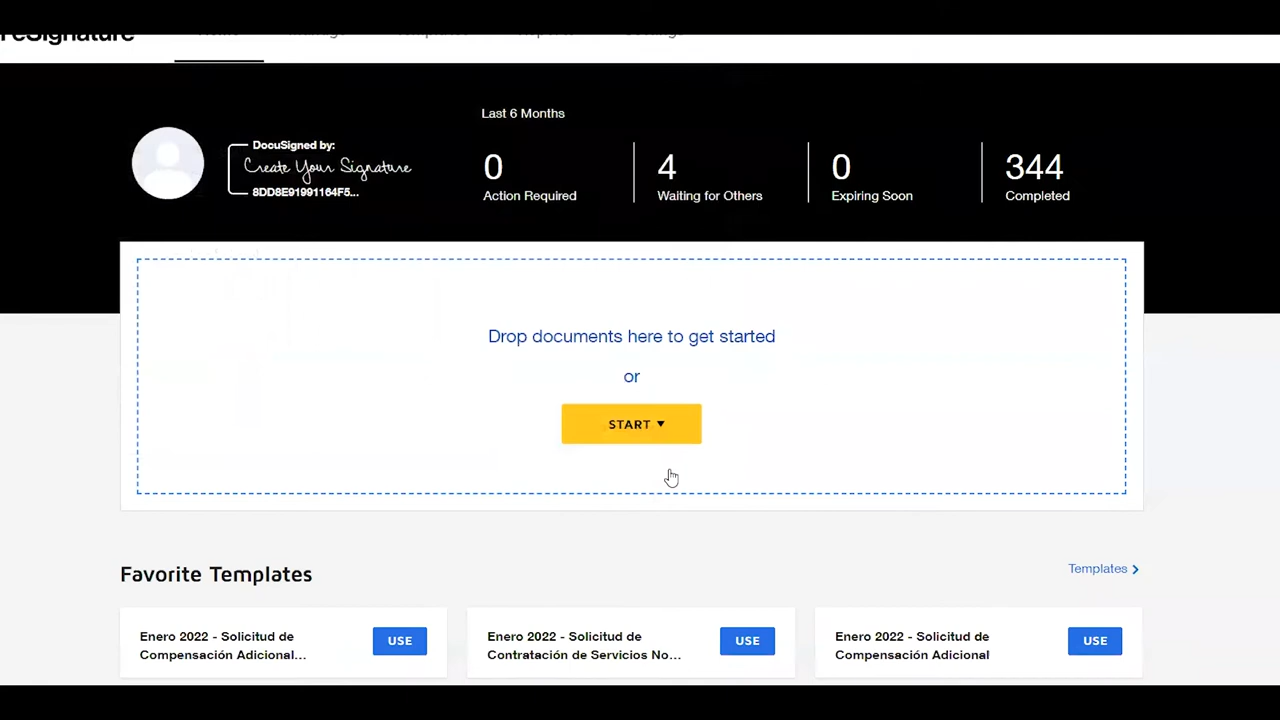 eSignature
Last 6 Months
DocuSigned by:
Create Your Signature
8DD8E91991164F5...
0
Action Required
4
Waiting for Others
0
Expiring Soon
344
Completed
Drop documents here to get started
or
START
Favorite Templates
Templates
Enero 2022 - Solicitud de
Compensación Adicional...
USE
Enero 2022 - Solicitud de
Contratación de Servicios No...
USE
Enero 2022 - Solicitud de
Compensación Adicional
USE